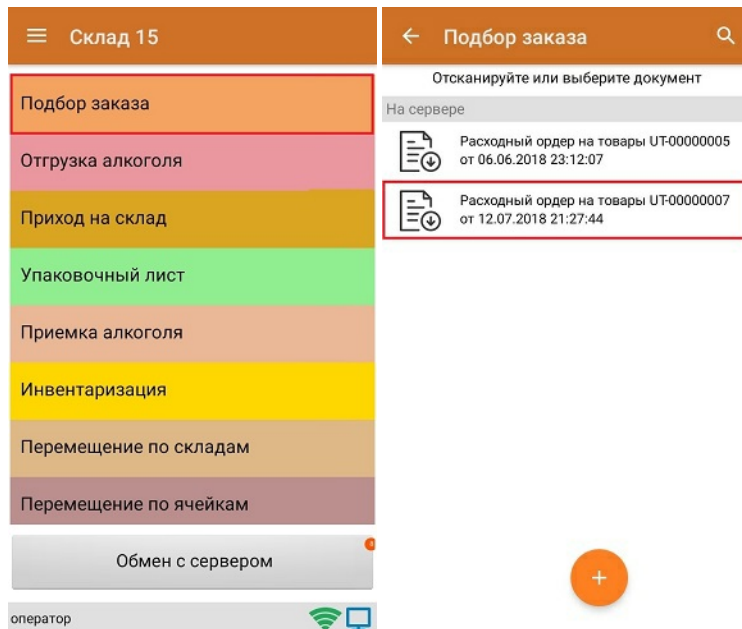 Склад 15
Подбор заказа
Отгрузка алкоголя
Приход на склад
Упаковочный лист
Приемка алкоголя
Инвентаризация
Перемещение по складам
Перемещение по ячейкам
Обмен с сервером
оператор
Подбор заказа
Отсканируйте или выберите документ
На сервере
Расходный ордер на товары UT-00000005
от 06.06.2018 23:12:07
Расходный ордер на товары UT-00000007
от 12.07.2018 21:27:44
+